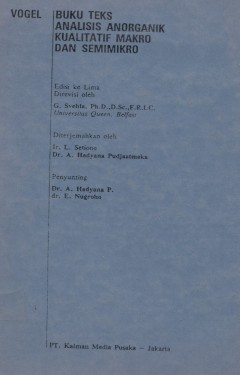 VOGEL BUKU TEKS
ANALISIS ANORGANIK
KUALITATIF MAKRO
DAN SEMIMIKRO
Edisi ke Lima
Direvisi oleh
G. Svehla, Ph.D.,D.Sc.,F.R.I.C.
Universitas Queen, Belfast
Diterjemahkan oleh
Ir. L. Setiono
Dr. A. Hadyana Pudjaatmaka
Penyunting
Dr. A. Hadyana P.
dr. E. Nugroho
PT. Kalman Media Pusaka — Jakarta